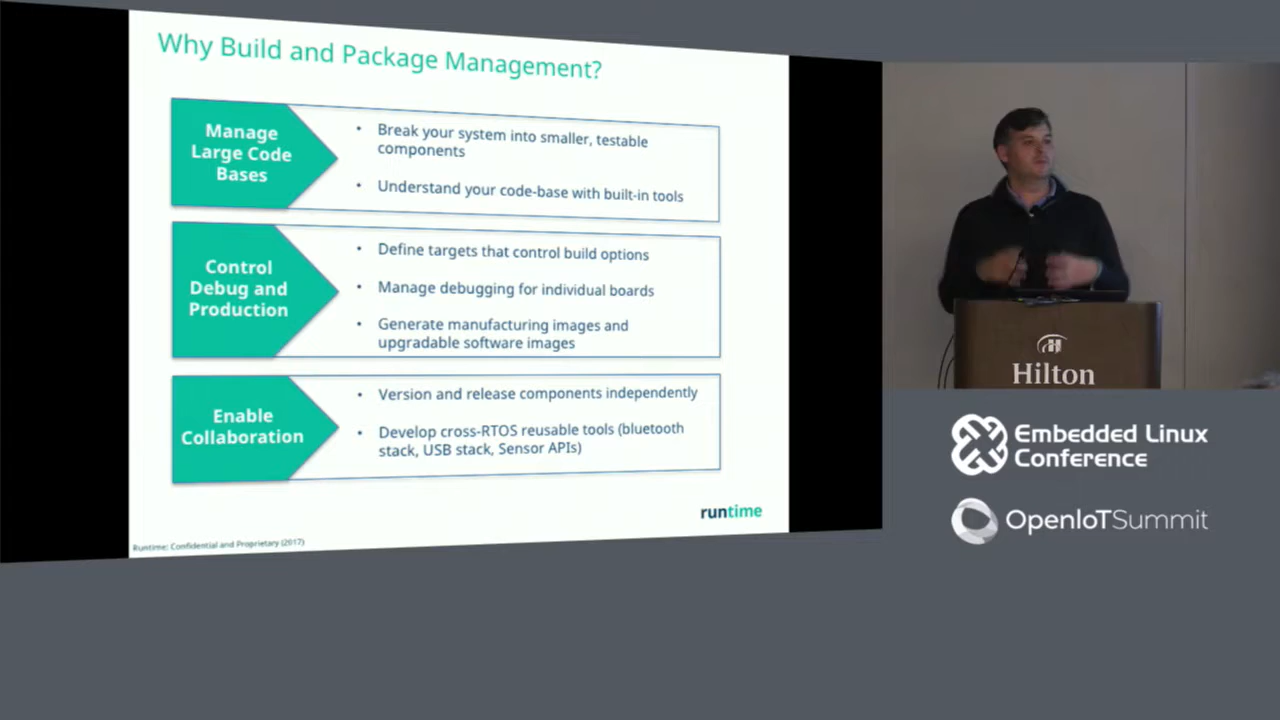 Why Build and Package Management?
Manage
Large Code
Bases
• Break your system into smaller, testable
components
• Understand your code-base with built-in tools
Control
Debug and
Production
• Define targets that control build options
• Manage debugging for individual boards
• Generate manufacturing images and
upgradable software images
Enable
Collaboration
• Version and release components independently
• Develop cross-RTOS reusable tools (bluetooth
stack, USB stack, Sensor APIs)
runtime
Runtime: Confidential and Proprietary (2017)
Hilton
Embedded Linux
Conference
OpenIoTSummit